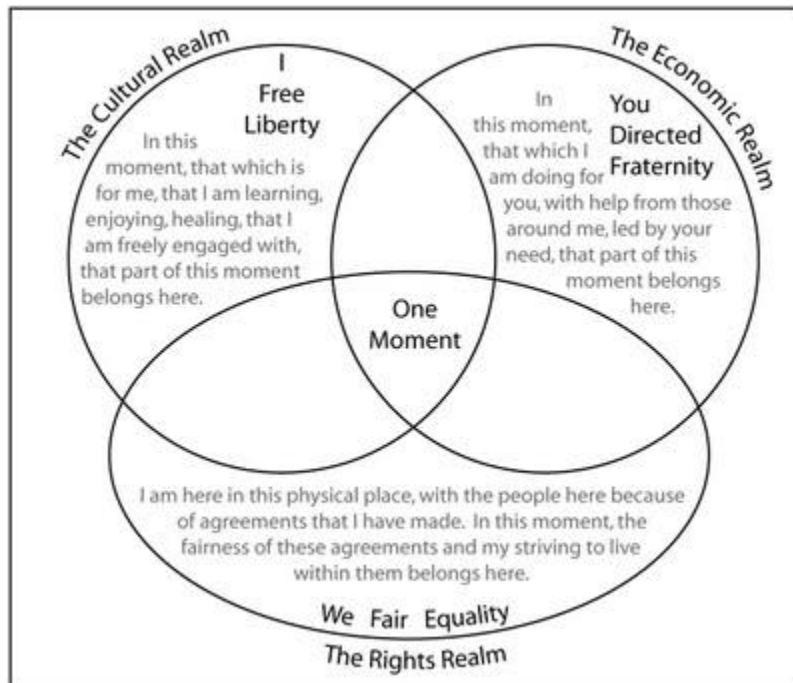 The Cultural Realm
I
Free
Liberty
In this
moment, that which is
for me, that I am learning,
enjoying, healing, that I
am freely engaged with,
that part of this moment
belongs here.
The Economic Realm
You
Directed
Fraternity
In
this moment,
that which I
am doing for
you, with help from those
around me, led by your
need, that part of this
moment belongs
here.
One
Moment
I am here in this physical place, with the people here because
of agreements that I have made. In this moment, the
fairness of these agreements and my striving to live
within them belongs here.
We Fair Equality
The Rights Realm